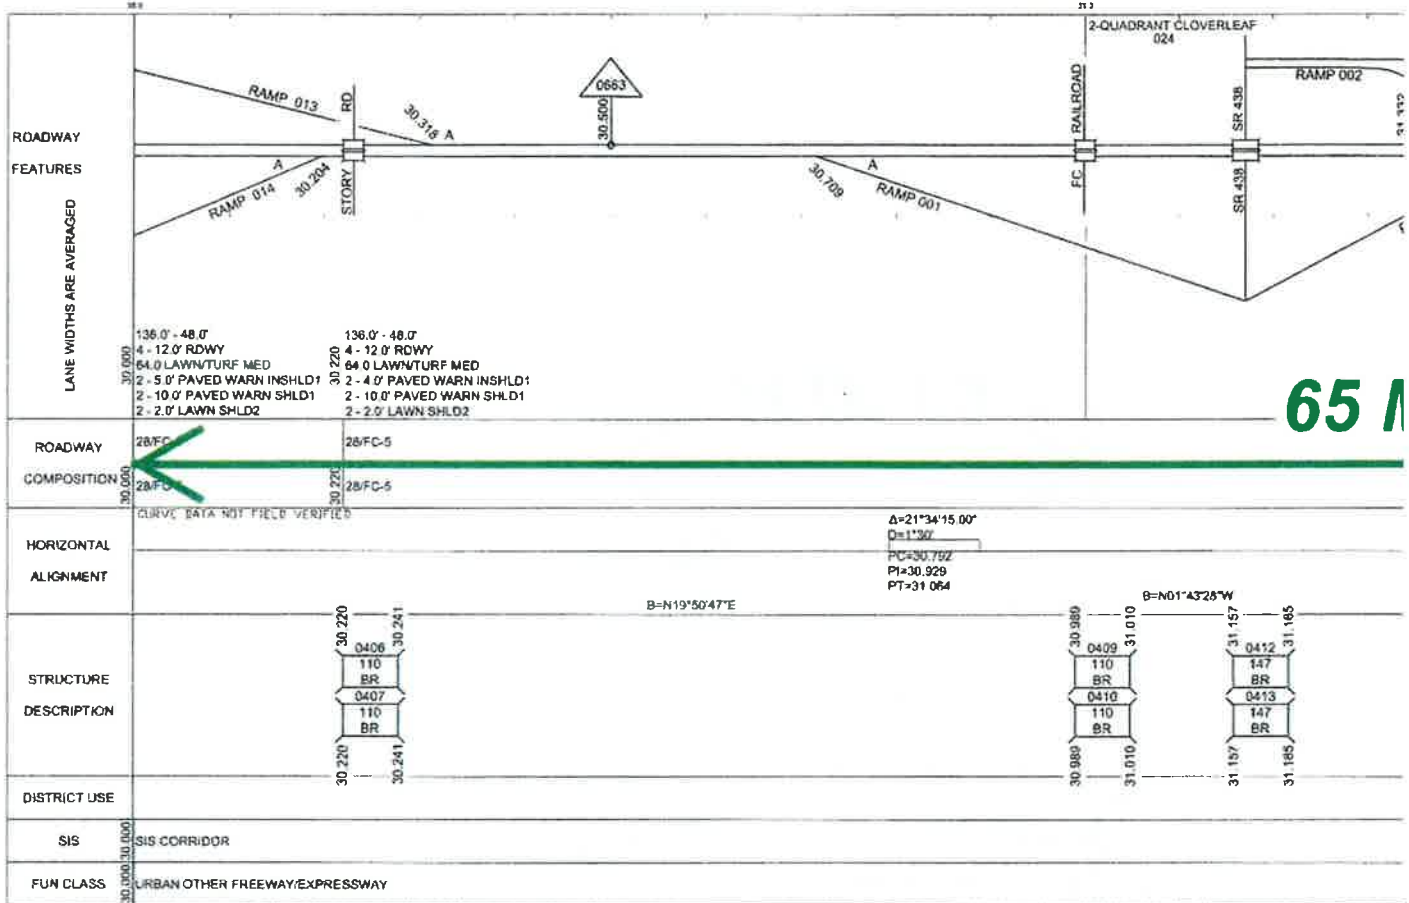 2-QUADRANT CLOVERLEAF
024
ROADWAY
FEATURES
LANE WIDTHS ARE AVERAGED
RAMP 013
RD
STORY
30.318 A
0663
30.500
RAILROAD
FC
SR 438
SR 438
RAMP 002
A
RAMP 014
30.204
30.709
A
RAMP 001
30.000
136.0' - 48.0'
4 - 12.0' RDWY
64.0 LAWN/TURF MED
2 - 5.0' PAVED WARN INSHLD1
2 - 10.0' PAVED WARN SHLD1
2 - 2.0' LAWN SHLD2
30.220
136.0' - 48.0'
4 - 12.0' RDWY
64.0 LAWN/TURF MED
2 - 4.0' PAVED WARN INSHLD1
2 - 10.0' PAVED WARN SHLD1
2 - 2.0' LAWN SHLD2
65
ROADWAY
COMPOSITION
28/FC-5
28/FC-5
30.000
30.220
28/FC-5
CURVE DATA NOT FIELD VERIFIED
HORIZONTAL
ALIGNMENT
Δ=21°34'15.00"
D=1°30'
PC=30.792
PI=30.929
PT=31.064
B=N19°50'47"E
B=N01°43'28"W
STRUCTURE
DESCRIPTION
30.220
30.241
0406
110
BR
0407
110
BR
30.220
30.241
30.989
31.010
0409
110
BR
0410
110
BR
30.989
31.010
31.157
31.185
0412
147
BR
0413
147
BR
31.157
31.185
DISTRICT USE
SIS
30.000
SIS CORRIDOR
FUN CLASS
30.000
URBAN OTHER FREEWAY/EXPRESSWAY